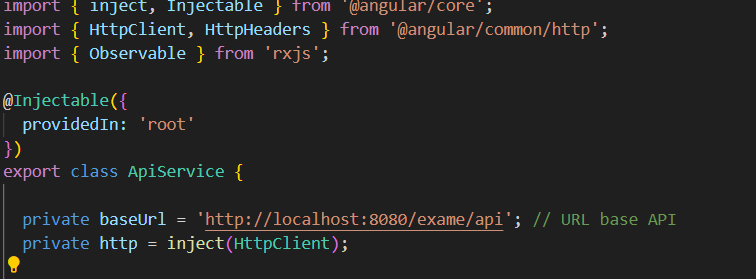 import { inject, Injectable } from '@angular/core';
import { HttpClient, HttpHeaders } from '@angular/common/http';
import { Observable } from 'rxjs';
@Injectable({
providedIn: 'root'
})
export class ApiService {
private baseUrl = 'http://localhost:8080/exame/api'; // URL base API
private http = inject(HttpClient);